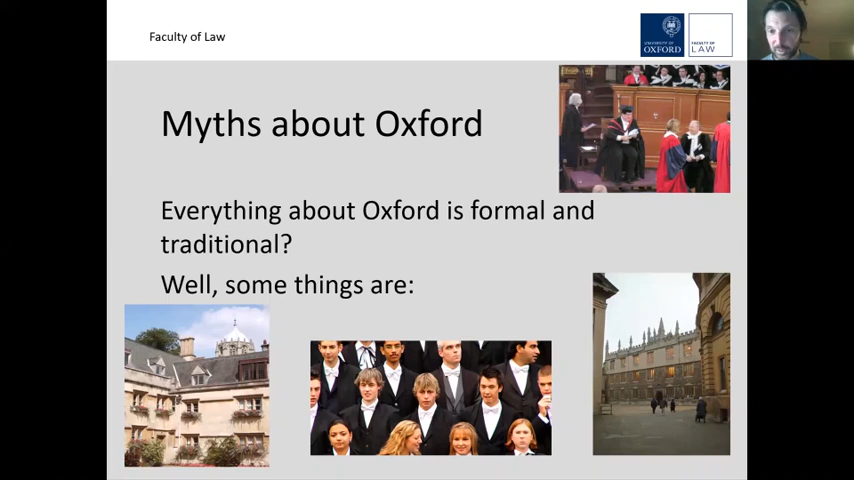 Faculty of Law
UNIVERSITY OF
OXFORD
FACULTY OF
LAW
Myths about Oxford
Everything about Oxford is formal and
traditional?
Well, some things are: